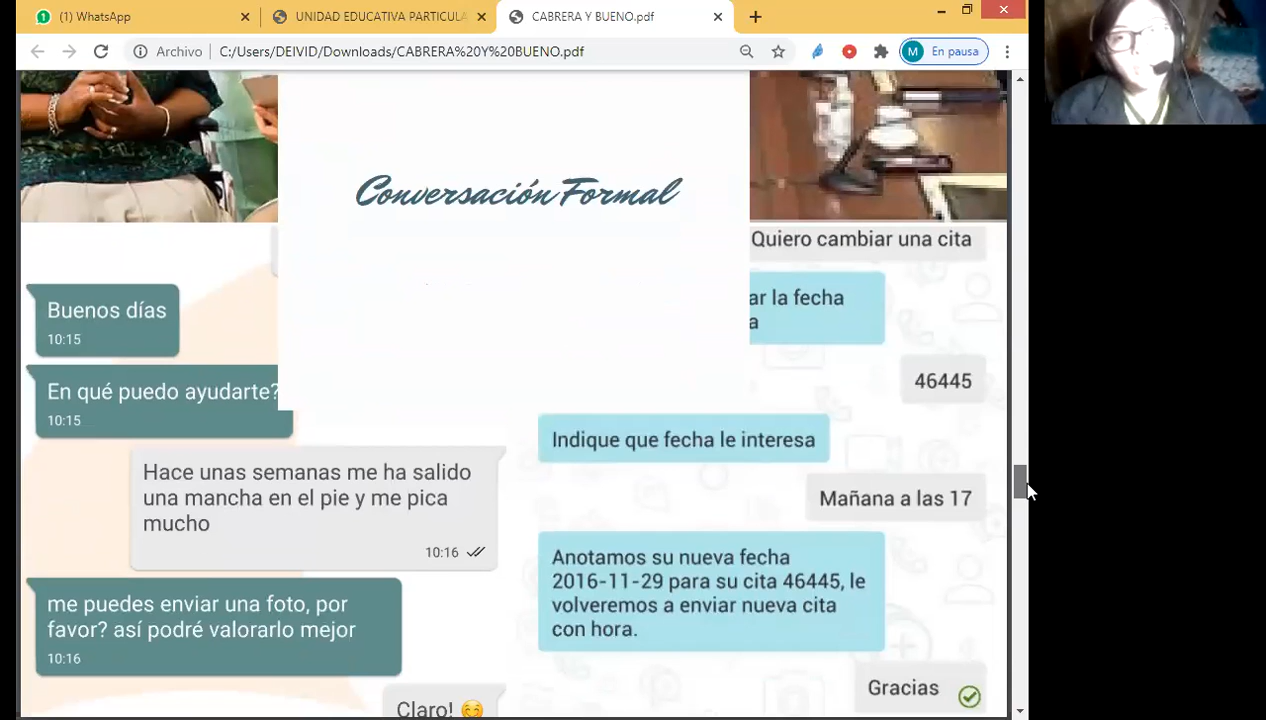 (1) WhatsApp
UNIDAD EDUCATIVA PARTICULA
CABRERA Y BUENO.pdf
Archivo
C:/Users/DEIVID/Downloads/CABRERA%20Y%20BUENO.pdf
M
En pausa
Conversación Formal
Buenos días
10:15
En qué puedo ayudarte?
10:15
Hace unas semanas me ha salido
una mancha en el pie y me pica
mucho
10:16
me puedes enviar una foto, por
favor? así podré valorarlo mejor
10:16
Claro! 😊
Quiero cambiar una cita
ar la fecha
a
46445
Indique que fecha le interesa
Mañana a las 17
Anotamos su nueva fecha
2016-11-29 para su cita 46445, le
volveremos a enviar nueva cita
con hora.
Gracias